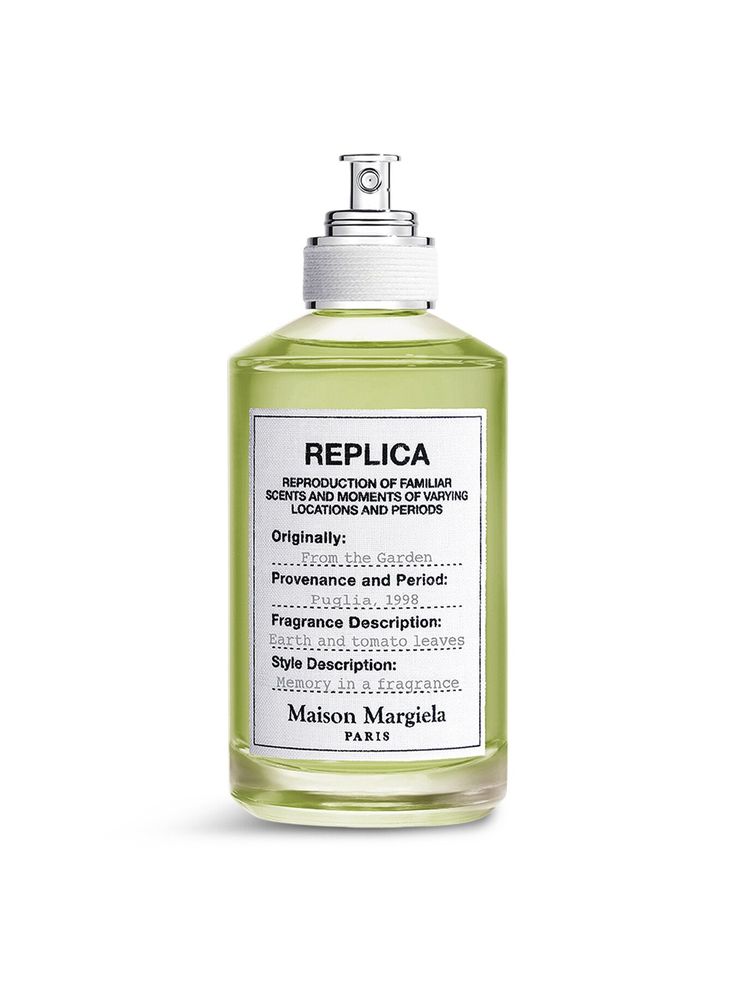 REPLICA
REPRODUCTION OF FAMILIAR
SCENTS AND MOMENTS OF VARYING
LOCATIONS AND PERIODS
Originally:
From the Garden
Provenance and Period:
Puglia, 1998
Fragrance Description:
Earth and tomato leaves
Style Description:
Memory in a fragrance
Maison Margiela
PARIS